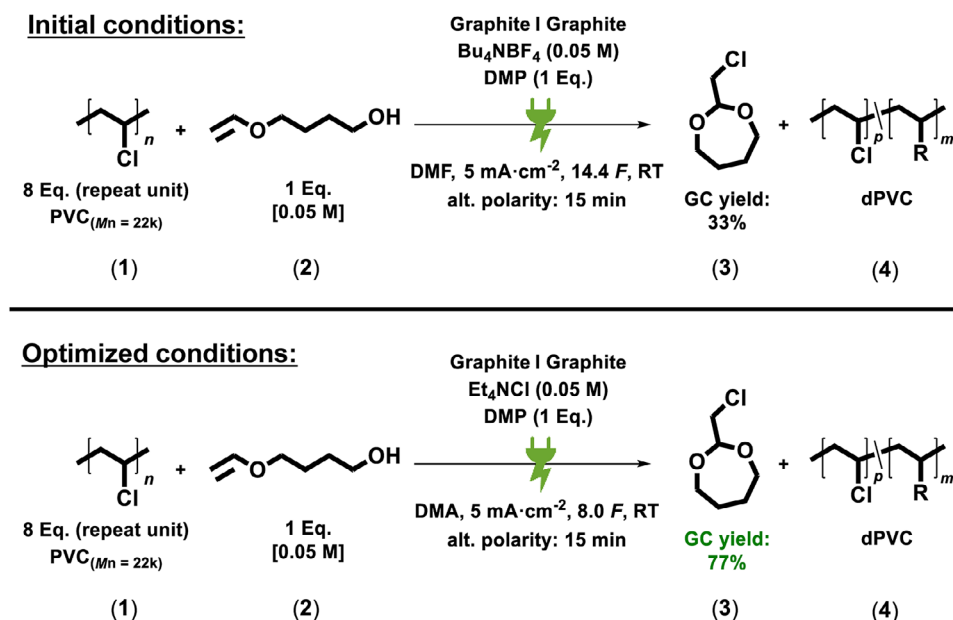 Initial conditions:
Graphite I Graphite
Bu4NBF4 (0.05 M)
DMP (1 Eq.)
n
Cl
+
O
OH
DMF, 5 mA·cm-2, 14.4 F, RT
alt. polarity: 15 min
Cl
O O
+
p
m
Cl
R
8 Eq. (repeat unit)
PVC(Mn = 22k)
1 Eq.
[0.05 M]
GC yield:
33%
dPVC
(1)
(2)
(3)
(4)
Optimized conditions:
Graphite I Graphite
Et4NCl (0.05 M)
DMP (1 Eq.)
n
Cl
+
O
OH
DMA, 5 mA·cm-2, 8.0 F, RT
alt. polarity: 15 min
Cl
O O
+
p
m
Cl
R
8 Eq. (repeat unit)
PVC(Mn = 22k)
1 Eq.
[0.05 M]
GC yield:
77%
dPVC
(1)
(2)
(3)
(4)